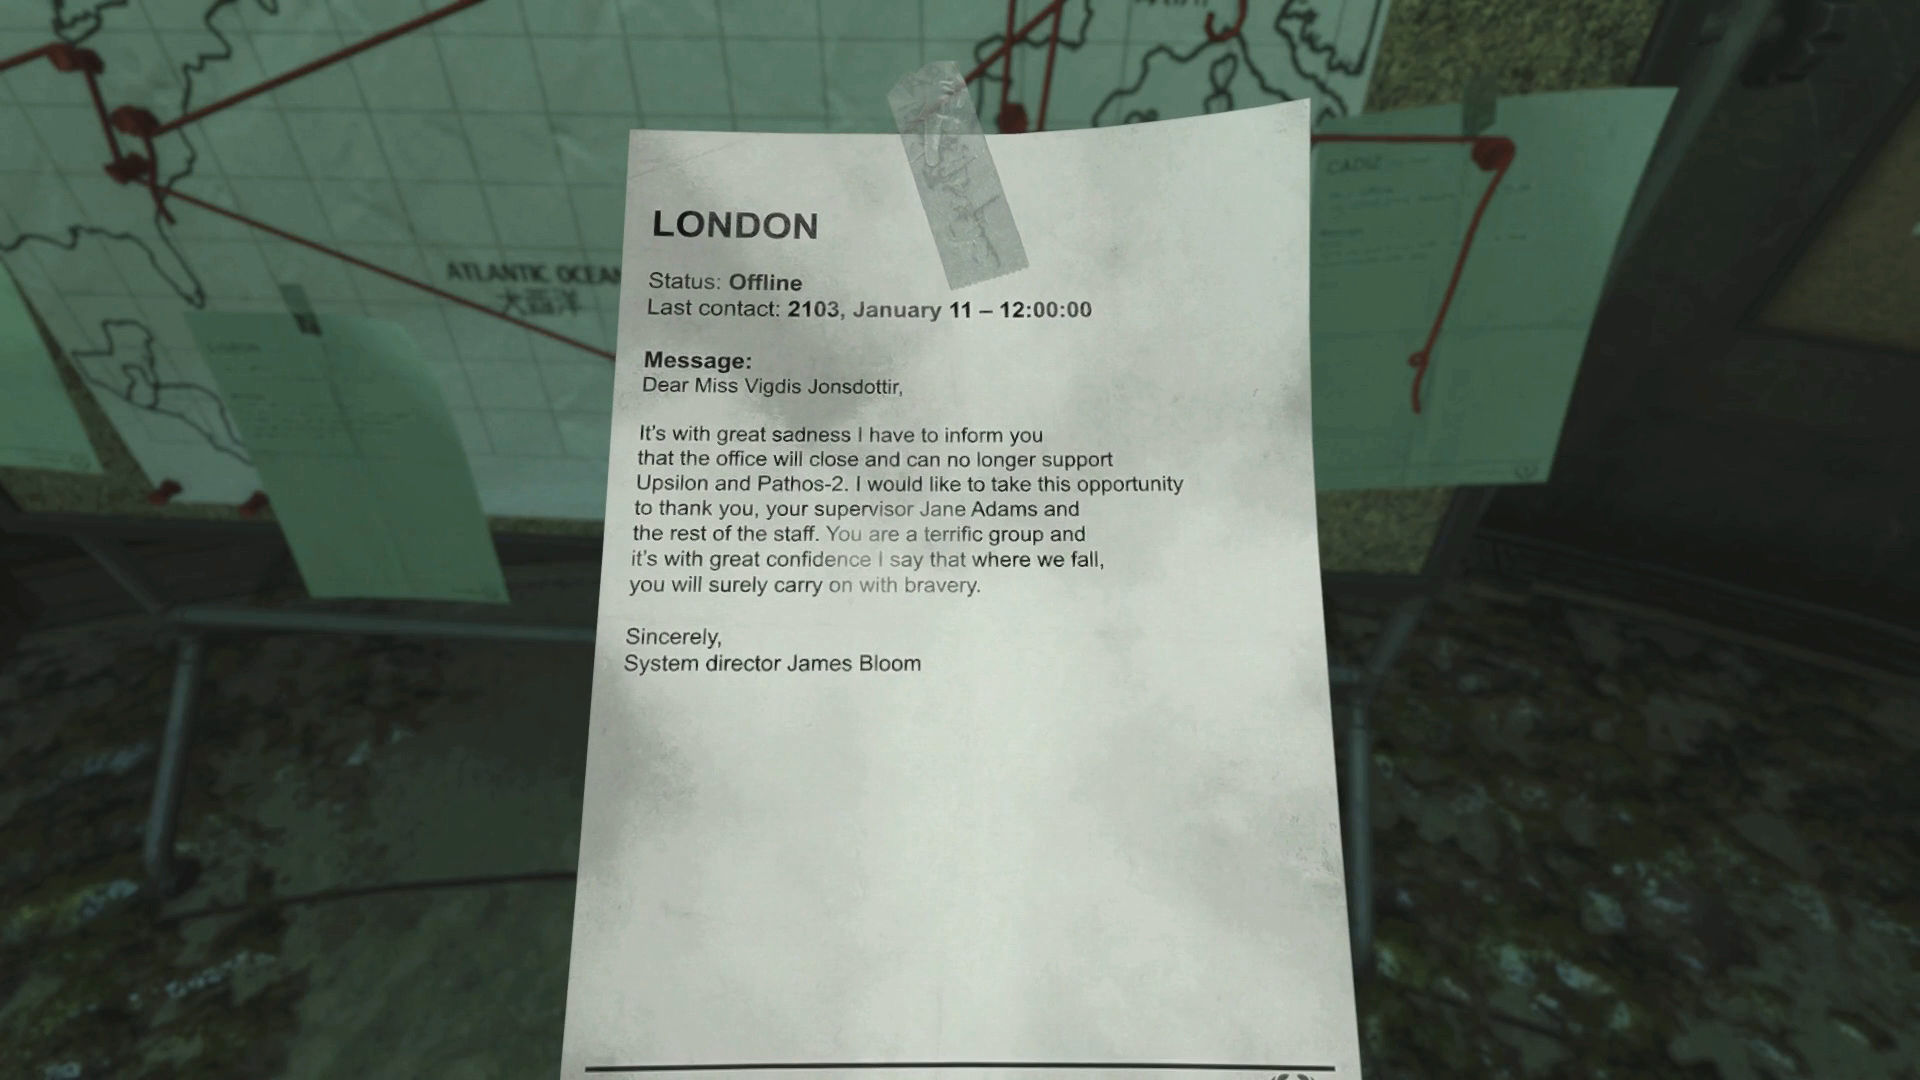 ATLANTIC OCEAN
大西洋
CADIZ
LONDON
Status: Offline
Last contact: 2103, January 11 – 12:00:00
Message:
Dear Miss Vigdis Jonsdottir,
It's with great sadness I have to inform you
that the office will close and can no longer support
Upsilon and Pathos-2. I would like to take this opportunity
to thank you, your supervisor Jane Adams and
the rest of the staff. You are a terrific group and
it's with great confidence I say that where we fall,
you will surely carry on with bravery.
Sincerely,
System director James Bloom